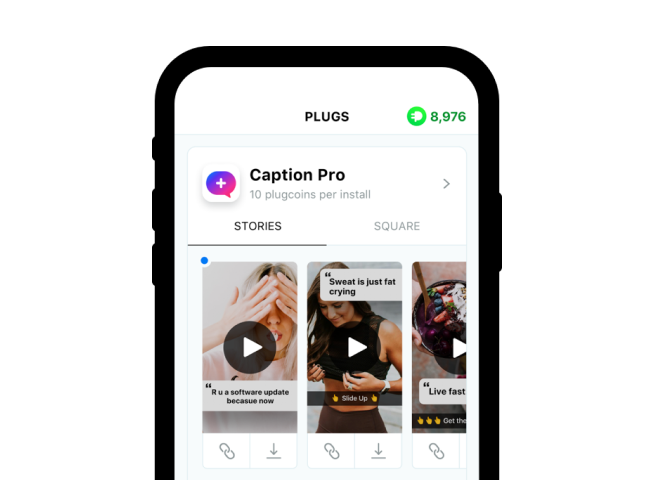 PLUGS
8,976
Caption Pro
10 plugcoins per install
STORIES
SQUARE
“Sweat is just fat
crying
“R u a software update
becasue now
👆 Slide Up 👆
“Live fast
👆👆👆 Get the